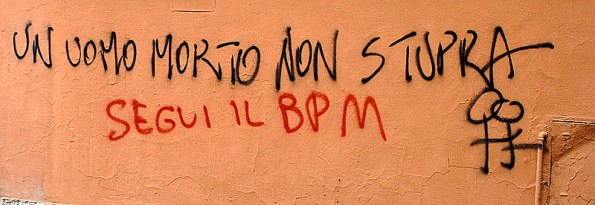 UN UOMO MORTO NON STUPRA
SEGUI IL BPM